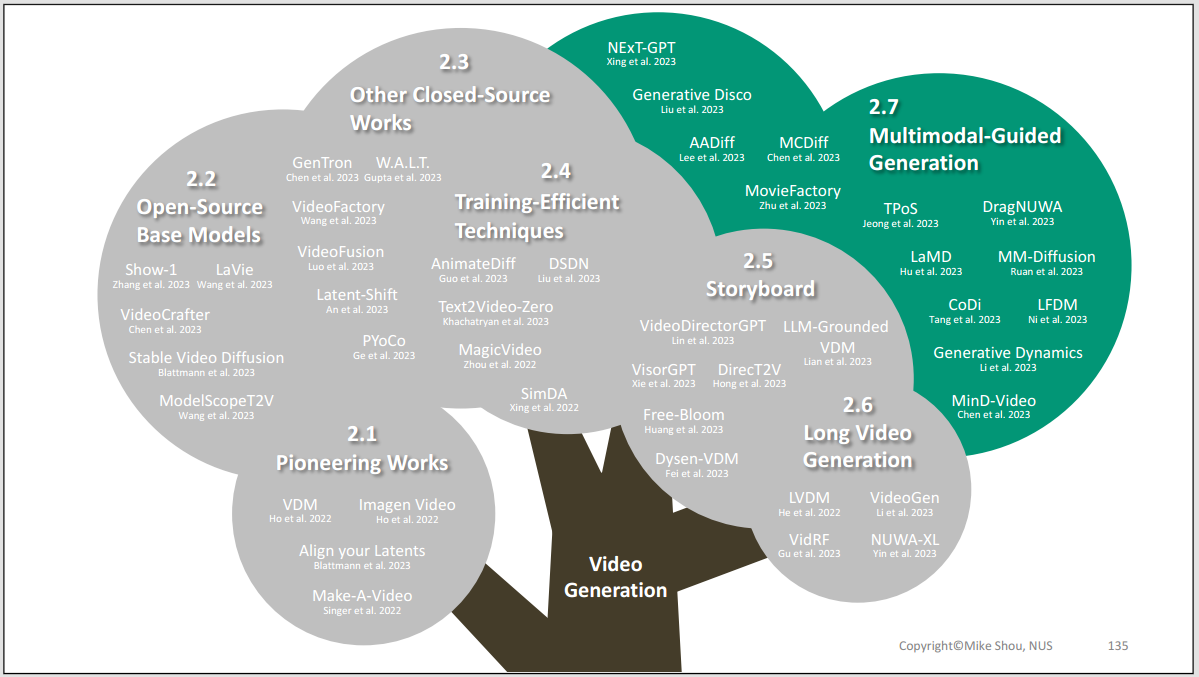 2.3
Other Closed-Source
Works
GenTron W.A.L.T.
Chen et al. 2023 Gupta et al. 2023
VideoFactory
Wang et al. 2023
VideoFusion
Luo et al. 2023
Latent-Shift
An et al. 2023
PYoCo
Ge et al. 2023
2.2
Open-Source
Base Models
Show-1 LaVie
Zhang et al. 2023 Wang et al. 2023
VideoCrafter
Chen et al. 2023
Stable Video Diffusion
Blattmann et al. 2023
ModelScopeT2V
Wang et al. 2023
2.4
Training-Efficient
Techniques
AnimateDiff DSDN
Guo et al. 2023 Liu et al. 2023
Text2Video-Zero
Khachatryan et al. 2023
MagicVideo
Zhou et al. 2022
SimDA
Xing et al. 2022
2.1
Pioneering Works
VDM Imagen Video
Ho et al. 2022 Ho et al. 2022
Align your Latents
Blattmann et al. 2023
Make-A-Video
Singer et al. 2022
2.5
Storyboard
VideoDirectorGPT LLM-Grounded
VDM
Lin et al. 2023 Lian et al. 2023
VisorGPT DirecT2V
Xie et al. 2023 Hong et al. 2023
Free-Bloom
Huang et al. 2023
Dysen-VDM
Fei et al. 2023
2.6
Long Video
Generation
LVDM VideoGen
He et al. 2022 Li et al. 2023
VidRF NUWA-XL
Gu et al. 2023 Yin et al. 2023
NExT-GPT
Xing et al. 2023
Generative Disco
Liu et al. 2023
AADiff MCDiff
Lee et al. 2023 Chen et al. 2023
MovieFactory
Zhu et al. 2023
2.7
Multimodal-Guided
Generation
TPoS DragNUWA
Jeong et al. 2023 Yin et al. 2023
LaMD MM-Diffusion
Hu et al. 2023 Ruan et al. 2023
CoDi LFDM
Tang et al. 2023 Ni et al. 2023
Generative Dynamics
Li et al. 2023
MinD-Video
Chen et al. 2023
Video
Generation
Copyright©Mike Shou, NUS 135